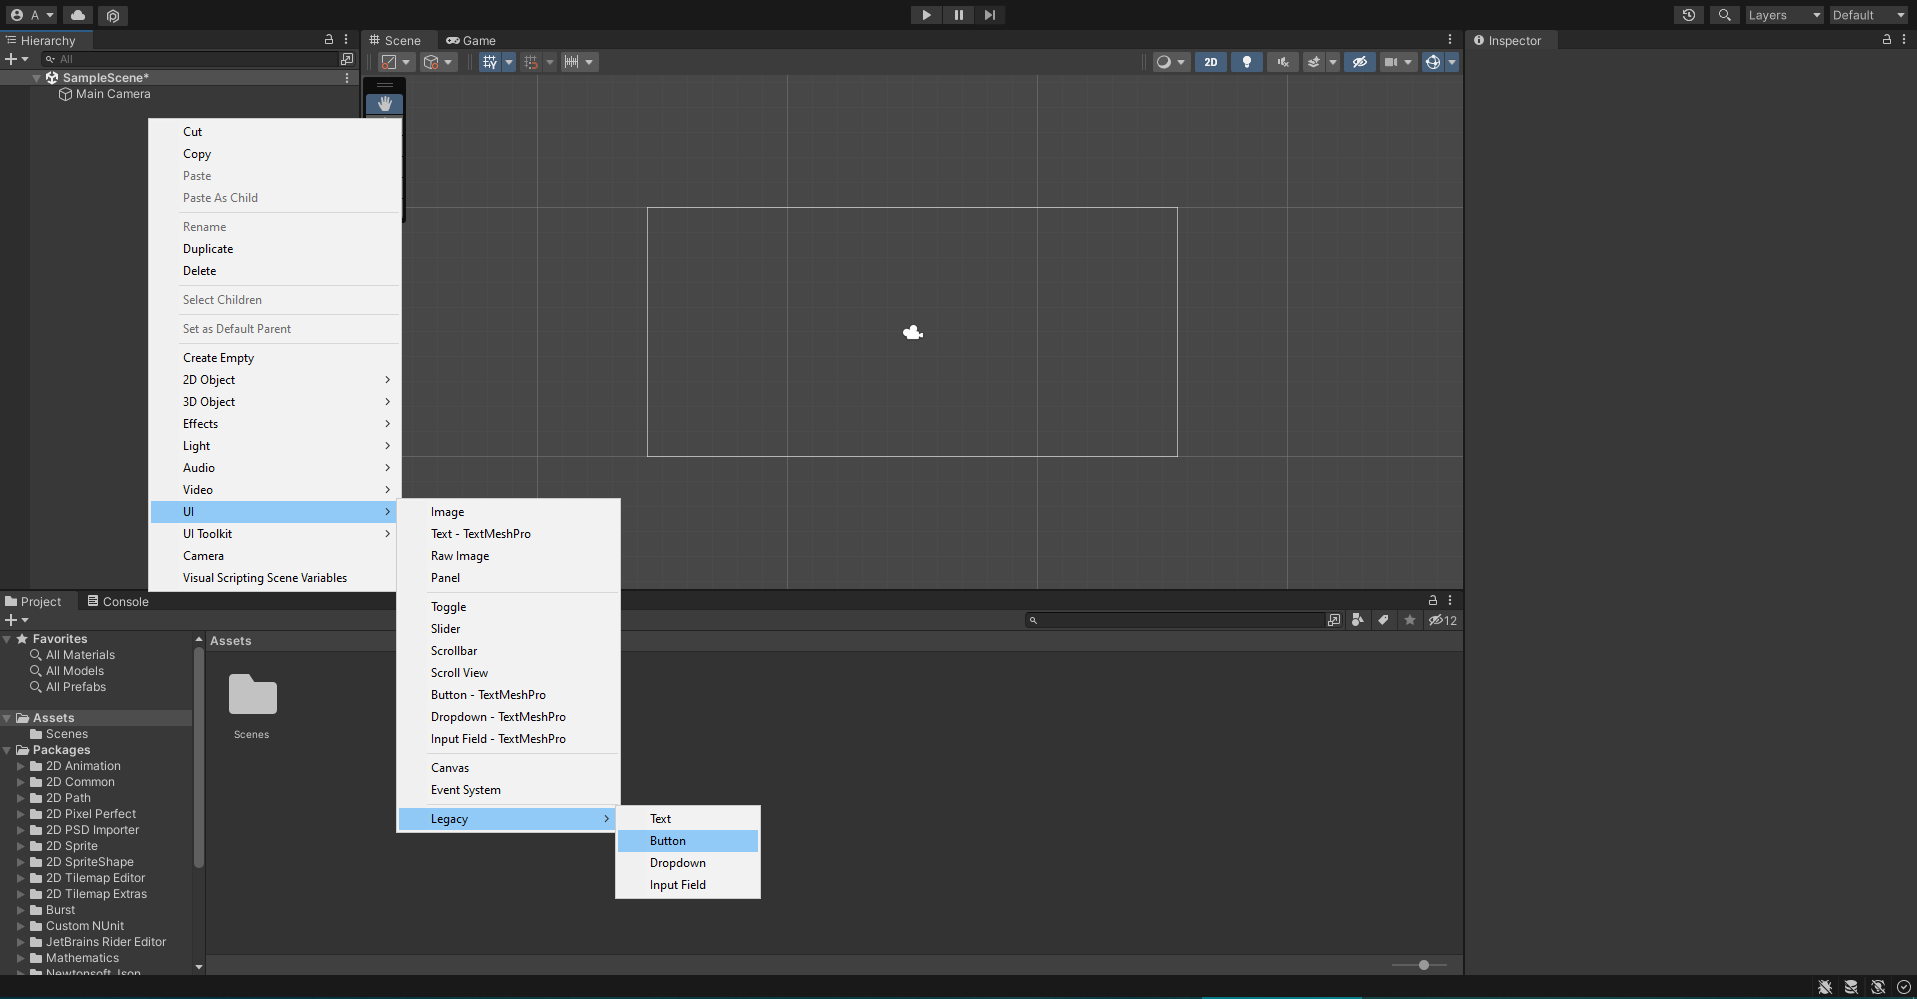 A
Layers
Default
Hierarchy
All
SampleScene*
Main Camera
Scene
Game
2D
Inspector
Cut
Copy
Paste
Paste As Child
Rename
Duplicate
Delete
Select Children
Set as Default Parent
Create Empty
2D Object
3D Object
Effects
Light
Audio
Video
UI
UI Toolkit
Camera
Visual Scripting Scene Variables
Image
Text - TextMeshPro
Raw Image
Panel
Toggle
Slider
Scrollbar
Scroll View
Button - TextMeshPro
Dropdown - TextMeshPro
Input Field - TextMeshPro
Canvas
Event System
Legacy
Text
Button
Dropdown
Input Field
Project
Console
12
Favorites
All Materials
All Models
All Prefabs
Assets
Scenes
Packages
2D Animation
2D Common
2D Path
2D Pixel Perfect
2D PSD Importer
2D Sprite
2D SpriteShape
2D Tilemap Editor
2D Tilemap Extras
Burst
Custom NUnit
JetBrains Rider Editor
Mathematics
Newtonsoft Json
Assets
Scenes